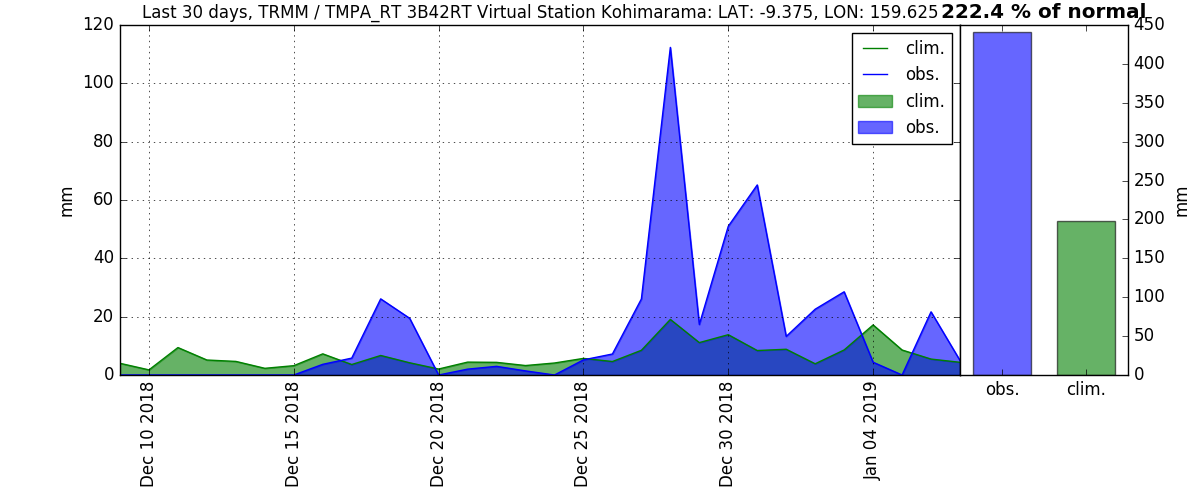 Last 30 days, TRMM / TMPA_RT 3B42RT Virtual Station Kohimarama: LAT: -9.375, LON: 159.625
222.4 % of normal
120
100
80
60
40
20
0
mm
clim.
obs.
clim.
obs.
Dec 10 2018
Dec 15 2018
Dec 20 2018
Dec 25 2018
Dec 30 2018
Jan 04 2019
450
400
350
300
250
200
150
100
50
0
mm
obs.
clim.